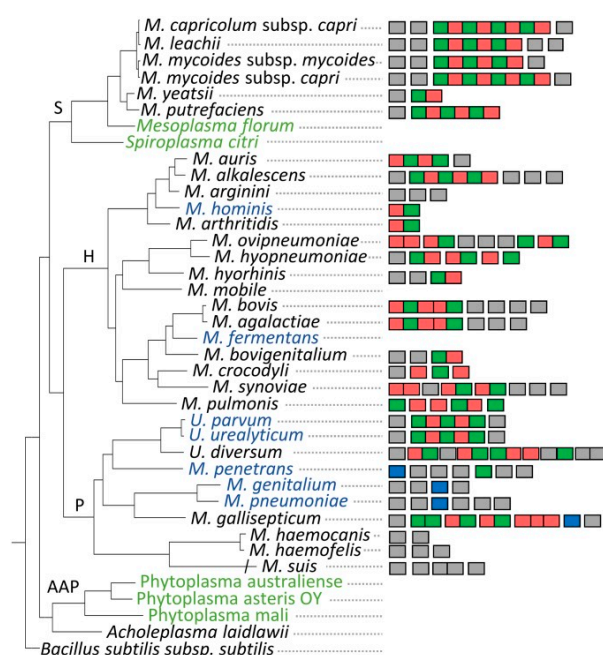 M. capricolum subsp. capri
M. leachii
M. mycoides subsp. mycoides
M. mycoides subsp. capri
M. yeatsii
S
M. putrefaciens
Mesoplasma florum
Spiroplasma citri
M. auris
M. alkalescens
M. arginini
M. hominis
M. arthritidis
M. ovipneumoniae
H
M. hyopneumoniae
M. hyorhinis
M. mobile
M. bovis
M. agalactiae
M. fermentans
M. bovigenitalium
M. crocodyli
M. synoviae
M. pulmonis
U. parvum
U. urealyticum
U. diversum
M. penetrans
M. genitalium
P
M. pneumoniae
M. gallisepticum
M. haemocanis
M. haemofelis
M. suis
AAP
Phytoplasma australiense
Phytoplasma asteris OY
Phytoplasma mali
Acholeplasma laidlawii
Bacillus subtilis subsp. subtilis